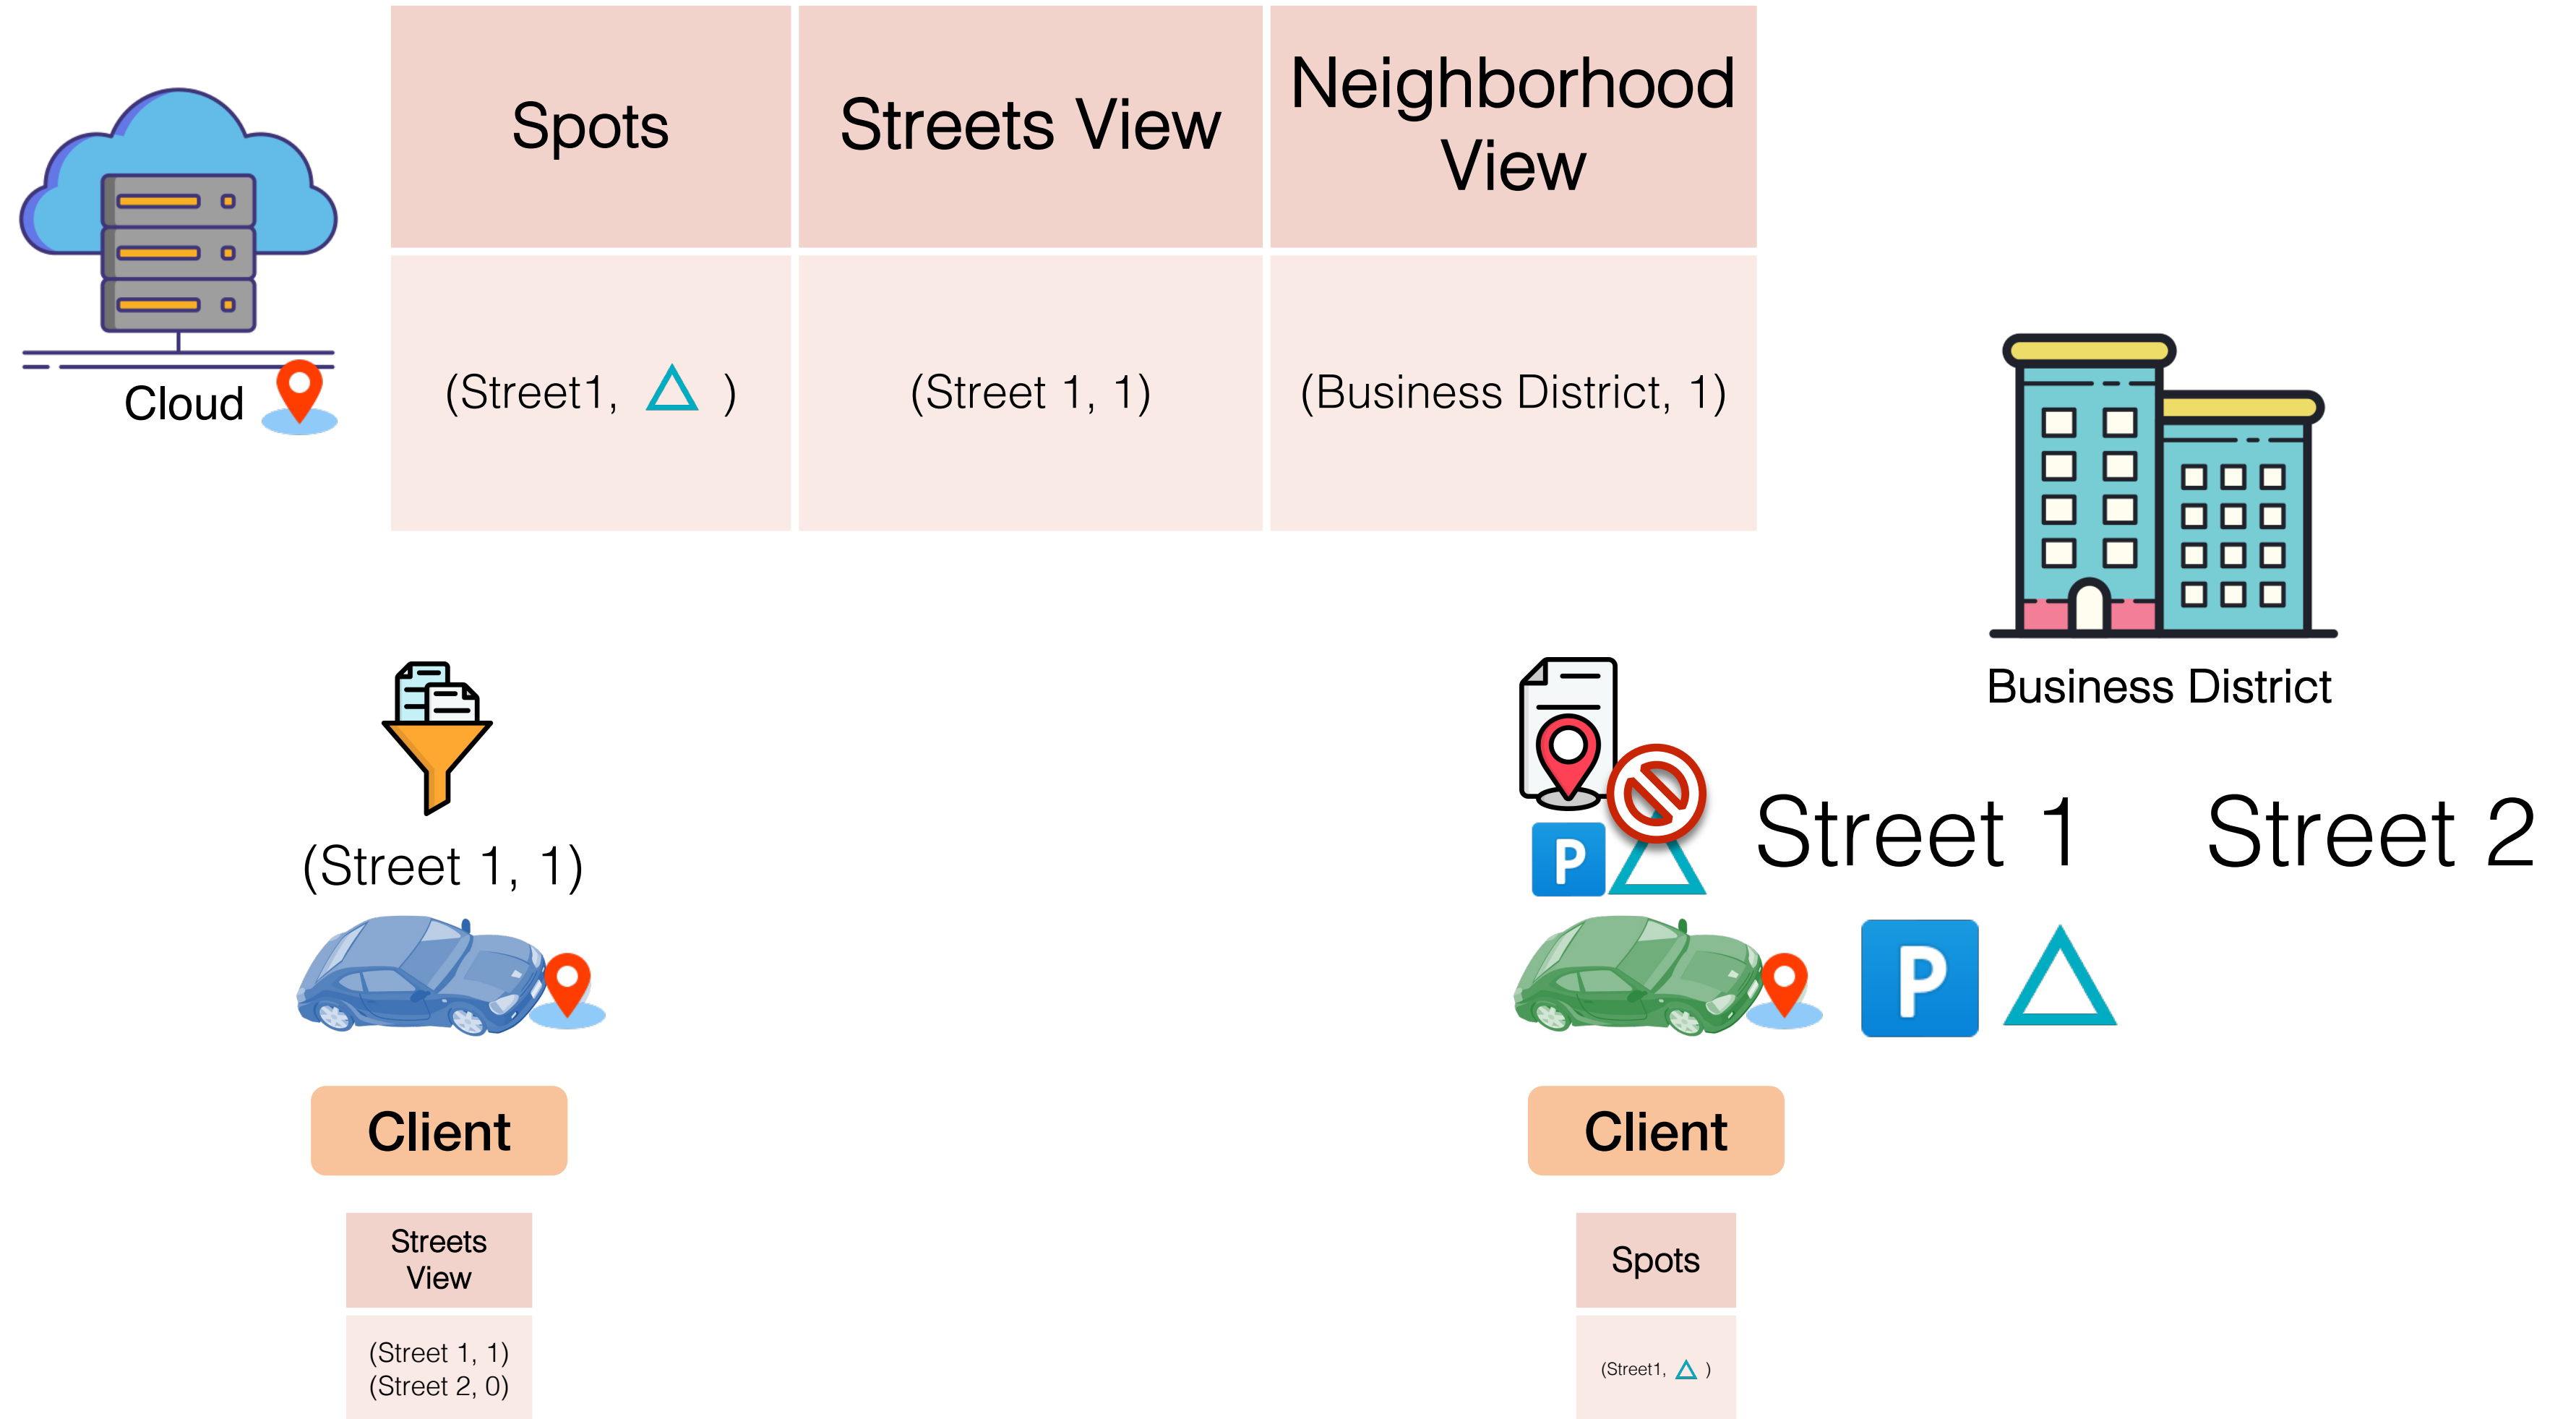 Spots
Streets View
Neighborhood
View
(Street1, )
(Street 1, 1)
(Business District, 1)
Cloud
Business District
(Street 1, 1)
P
Street 1
Street 2
P
Client
Client
Streets
View
(Street 1, 1)
(Street 2, 0)
Spots
(Street1, )